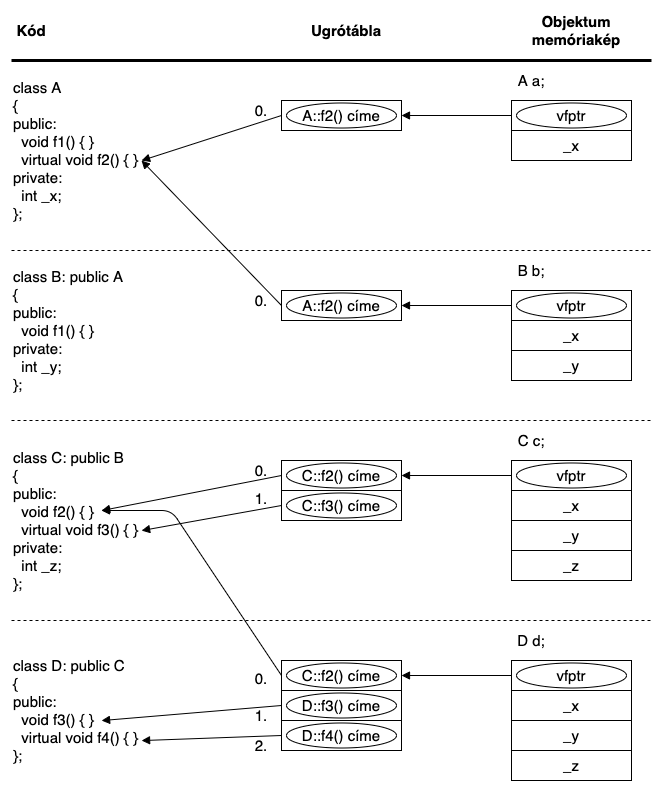 Kód
Ugrótábla
Objektum
memóriakép
class A
{
public:
void f1() { }
virtual void f2() { }
private:
int _x;
};
0.
A::f2() címe
A a;
vfptr
_x
class B: public A
{
public:
void f1() { }
private:
int _y;
};
0.
A::f2() címe
B b;
vfptr
_x
_y
class C: public B
{
public:
void f2() { }
virtual void f3() { }
private:
int _z;
};
0.
C::f2() címe
1.
C::f3() címe
C c;
vfptr
_x
_y
_z
class D: public C
{
public:
void f3() { }
virtual void f4() { }
};
0.
C::f2() címe
1.
D::f3() címe
2.
D::f4() címe
D d;
vfptr
_x
_y
_z